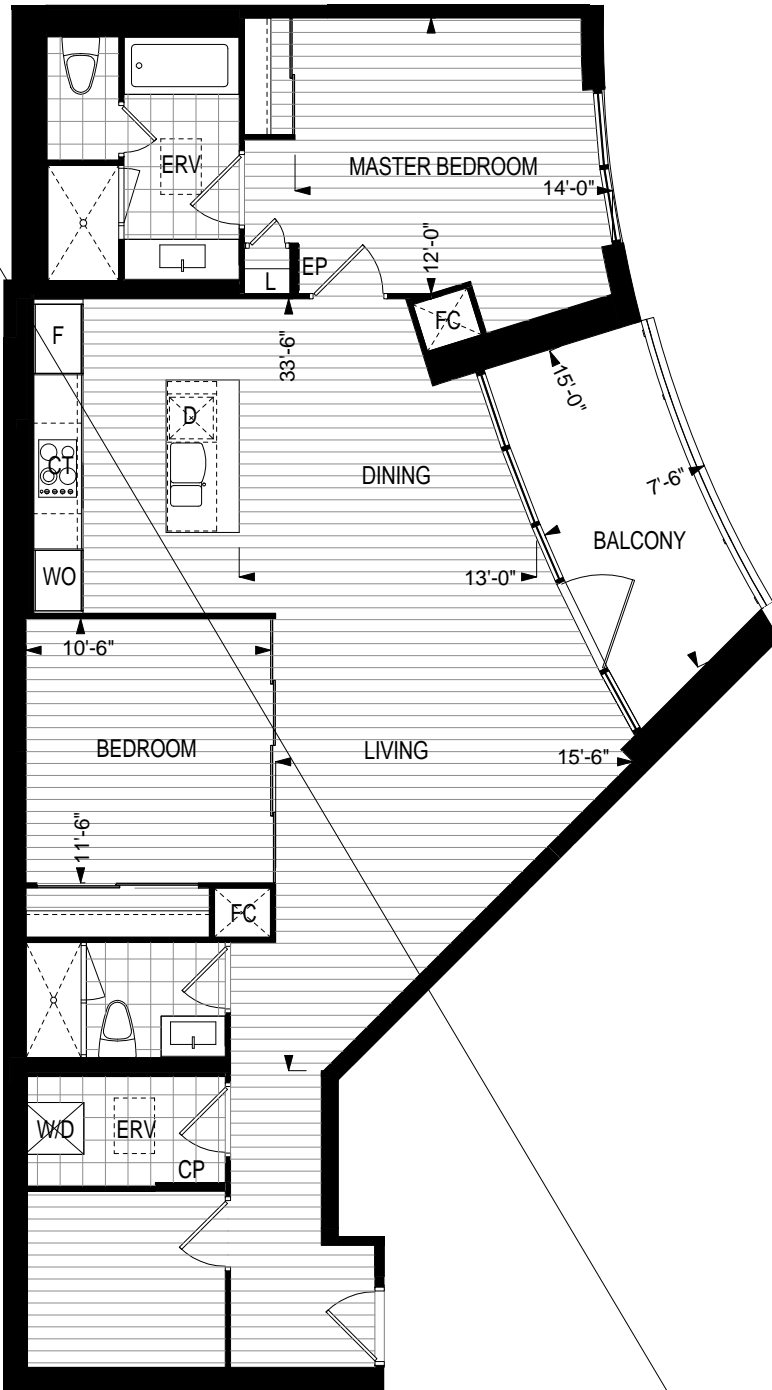 ERV
MASTER BEDROOM
14'-0"
12'-0"
EP
L
FC
F
33'-6"
15'-0"
D
CT
DINING
7'-6"
BALCONY
WO
13'-0"
10'-6"
BEDROOM
LIVING
15'-6"
11'-6"
FC
W/D
ERV
CP